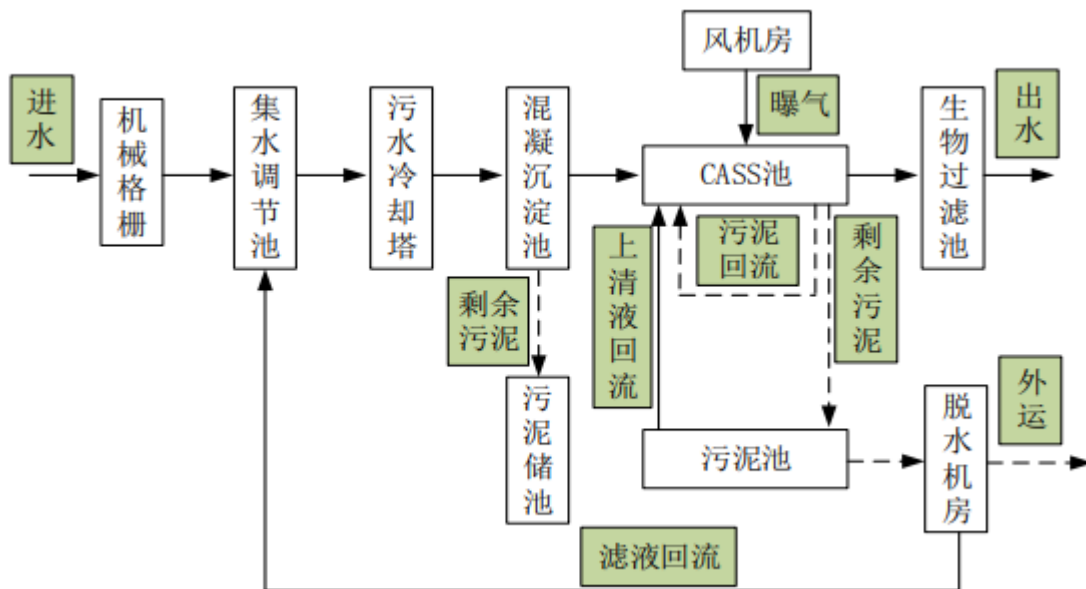 风机房
进水
机械格栅
集水调节池
污水冷却塔
混凝沉淀池
曝气
生物过滤池
出水
CASS池
上清液回流
污泥
回流
剩余污泥
剩余
污泥
污泥储池
污泥池
脱水机房
外运
滤液回流